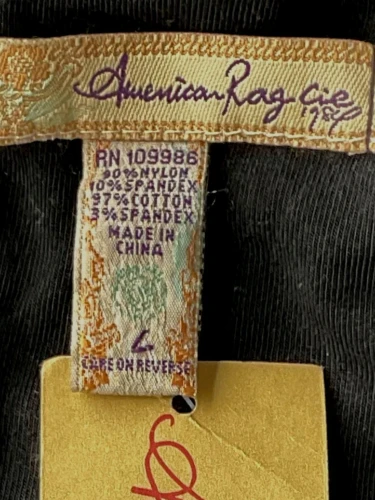 American Rag Cie
1984
RN 109986
90% NYLON
10% SPANDEX
97% COTTON
3% SPANDEX
MADE IN
CHINA
L
CARE ON REVERSE